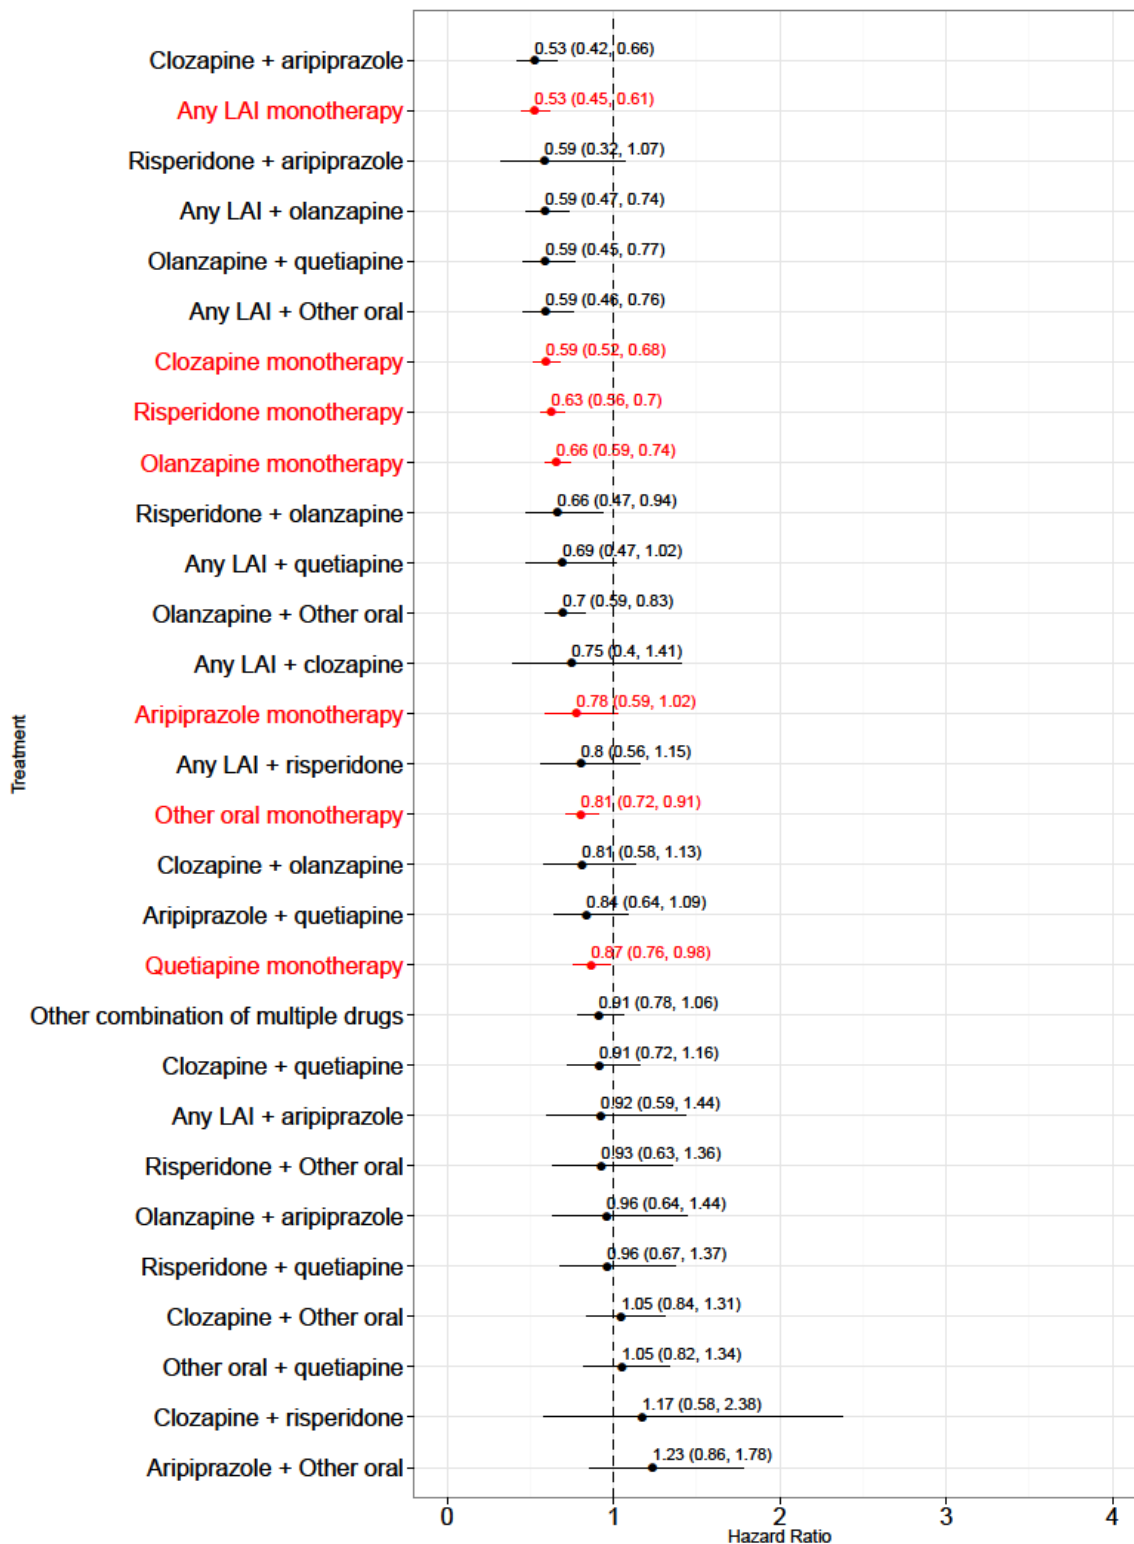 Clozapine + aripiprazole 0.53 (0.42, 0.66)
Any LAI monotherapy 0.53 (0.45, 0.61)
Risperidone + aripiprazole 0.59 (0.32, 1.07)
Any LAI + olanzapine 0.59 (0.47, 0.74)
Olanzapine + quetiapine 0.59 (0.45, 0.77)
Any LAI + Other oral 0.59 (0.46, 0.76)
Clozapine monotherapy 0.59 (0.52, 0.68)
Risperidone monotherapy 0.63 (0.56, 0.7)
Olanzapine monotherapy 0.66 (0.59, 0.74)
Risperidone + olanzapine 0.66 (0.47, 0.94)
Any LAI + quetiapine 0.69 (0.47, 1.02)
Olanzapine + Other oral 0.7 (0.59, 0.83)
Any LAI + clozapine 0.75 (0.4, 1.41)
Aripiprazole monotherapy 0.78 (0.59, 1.02)
Any LAI + risperidone 0.8 (0.56, 1.15)
Other oral monotherapy 0.81 (0.72, 0.91)
Clozapine + olanzapine 0.81 (0.58, 1.13)
Aripiprazole + quetiapine 0.84 (0.64, 1.09)
Quetiapine monotherapy 0.87 (0.76, 0.98)
Other combination of multiple drugs 0.91 (0.78, 1.06)
Clozapine + quetiapine 0.91 (0.72, 1.16)
Any LAI + aripiprazole 0.92 (0.59, 1.44)
Risperidone + Other oral 0.93 (0.63, 1.36)
Olanzapine + aripiprazole 0.96 (0.64, 1.44)
Risperidone + quetiapine 0.96 (0.67, 1.37)
Clozapine + Other oral 1.05 (0.84, 1.31)
Other oral + quetiapine 1.05 (0.82, 1.34)
Clozapine + risperidone 1.17 (0.58, 2.38)
Aripiprazole + Other oral 1.23 (0.86, 1.78)
Treatment
0 1 2 3 4
Hazard Ratio